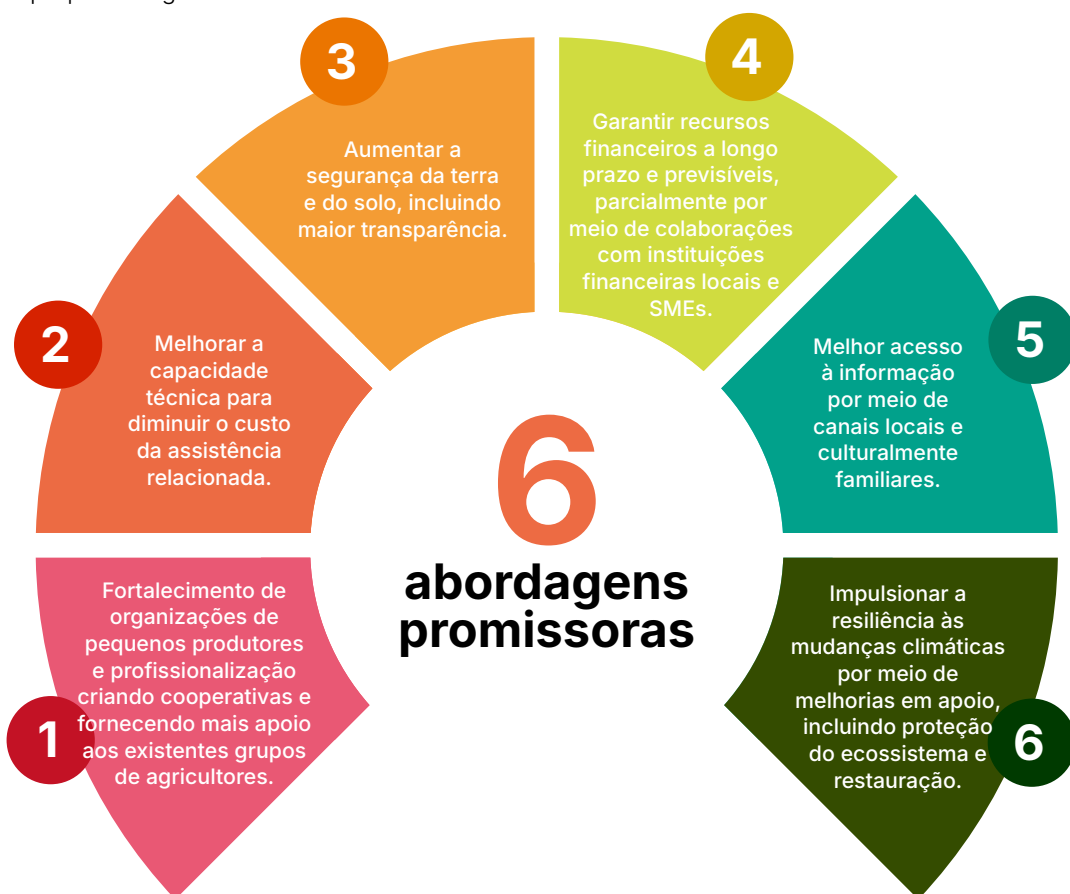 6
abordagens
promissoras
1
Fortalecimento de
organizações de
pequenos produtores
e profissionalização
criando cooperativas e
fornecendo mais apoio
aos existentes grupos
de agricultores.
2
Melhorar a
capacidade
técnica para
diminuir o custo
da assistência
relacionada.
3
Aumentar a
segurança da terra
e do solo, incluindo
maior transparência.
4
Garantir recursos
financeiros a longo
prazo e previsíveis,
parcialmente por
meio de colaborações
com instituições
financeiras locais e
SMEs.
5
Melhor acesso
à informação
por meio de
canais locais e
culturalmente
familiares.
6
Impulsionar a
resiliência às
mudanças climáticas
por meio de
melhorias em apoio,
incluindo proteção
do ecossistema e
restauração.